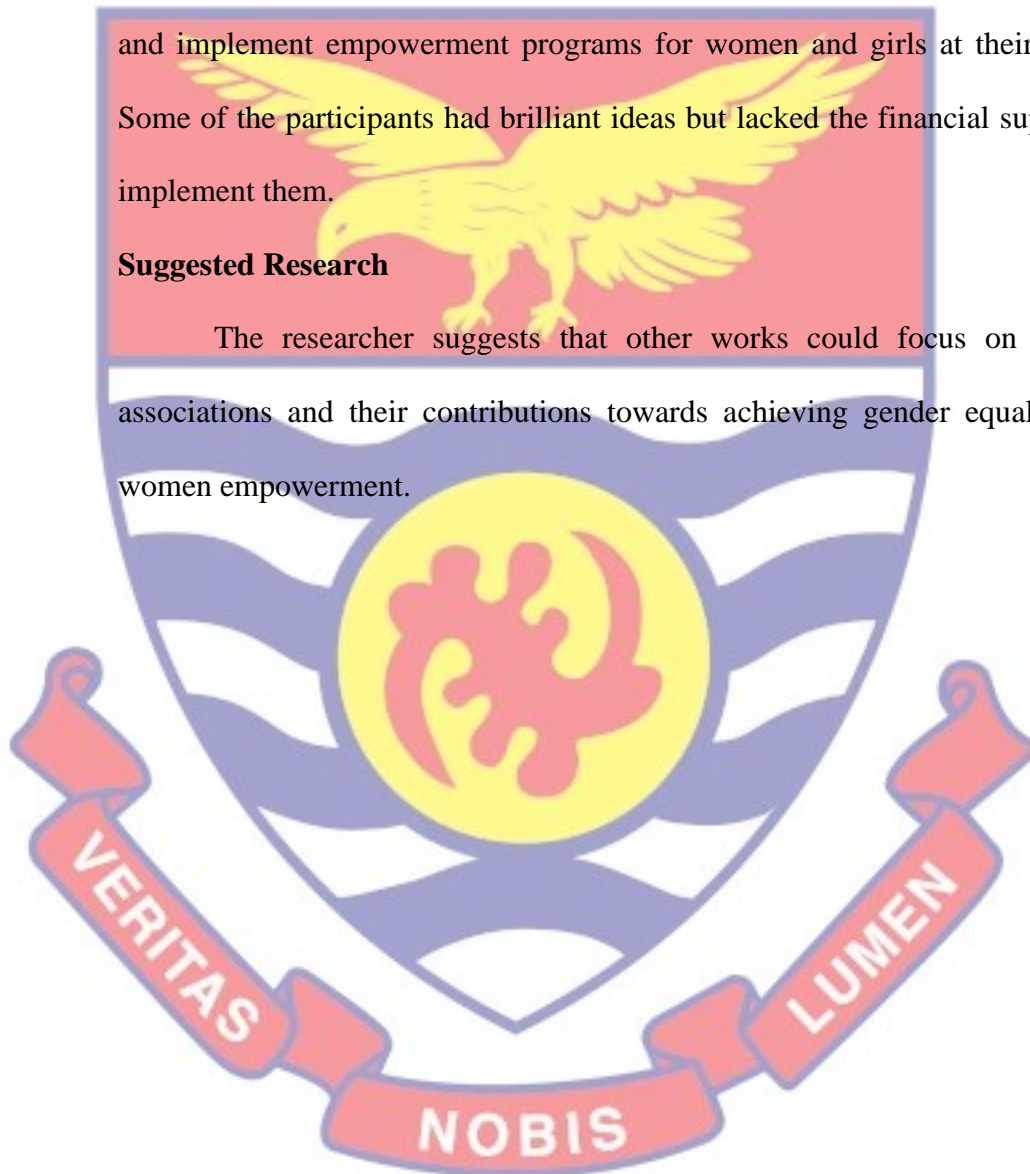 and implement empowerment programs for women and girls at their
Some of the participants had brilliant ideas but lacked the financial
implement them.
Suggested Research
The researcher suggests that other works could focus on
associations and their contributions towards achieving gender
women empowerment.
VERITAS
NOBIS
LUMEN